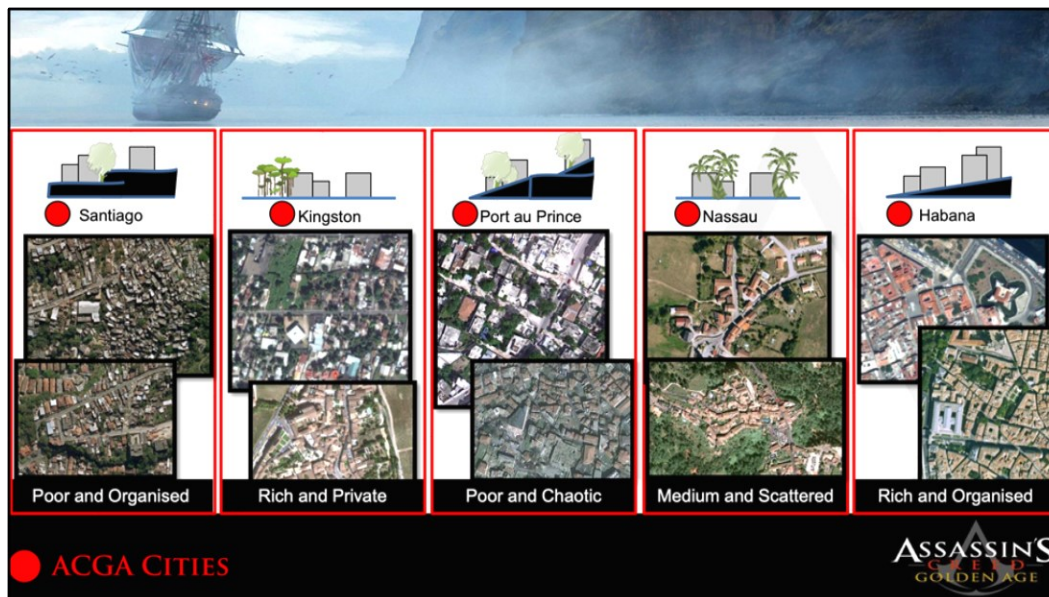 Santiago
Kingston
Port au Prince
Nassau
Habana
Poor and Organised
Rich and Private
Poor and Chaotic
Medium and Scattered
Rich and Organised
ACGA CITIES
ASSASSIN'S
CREED
GOLDEN AGE